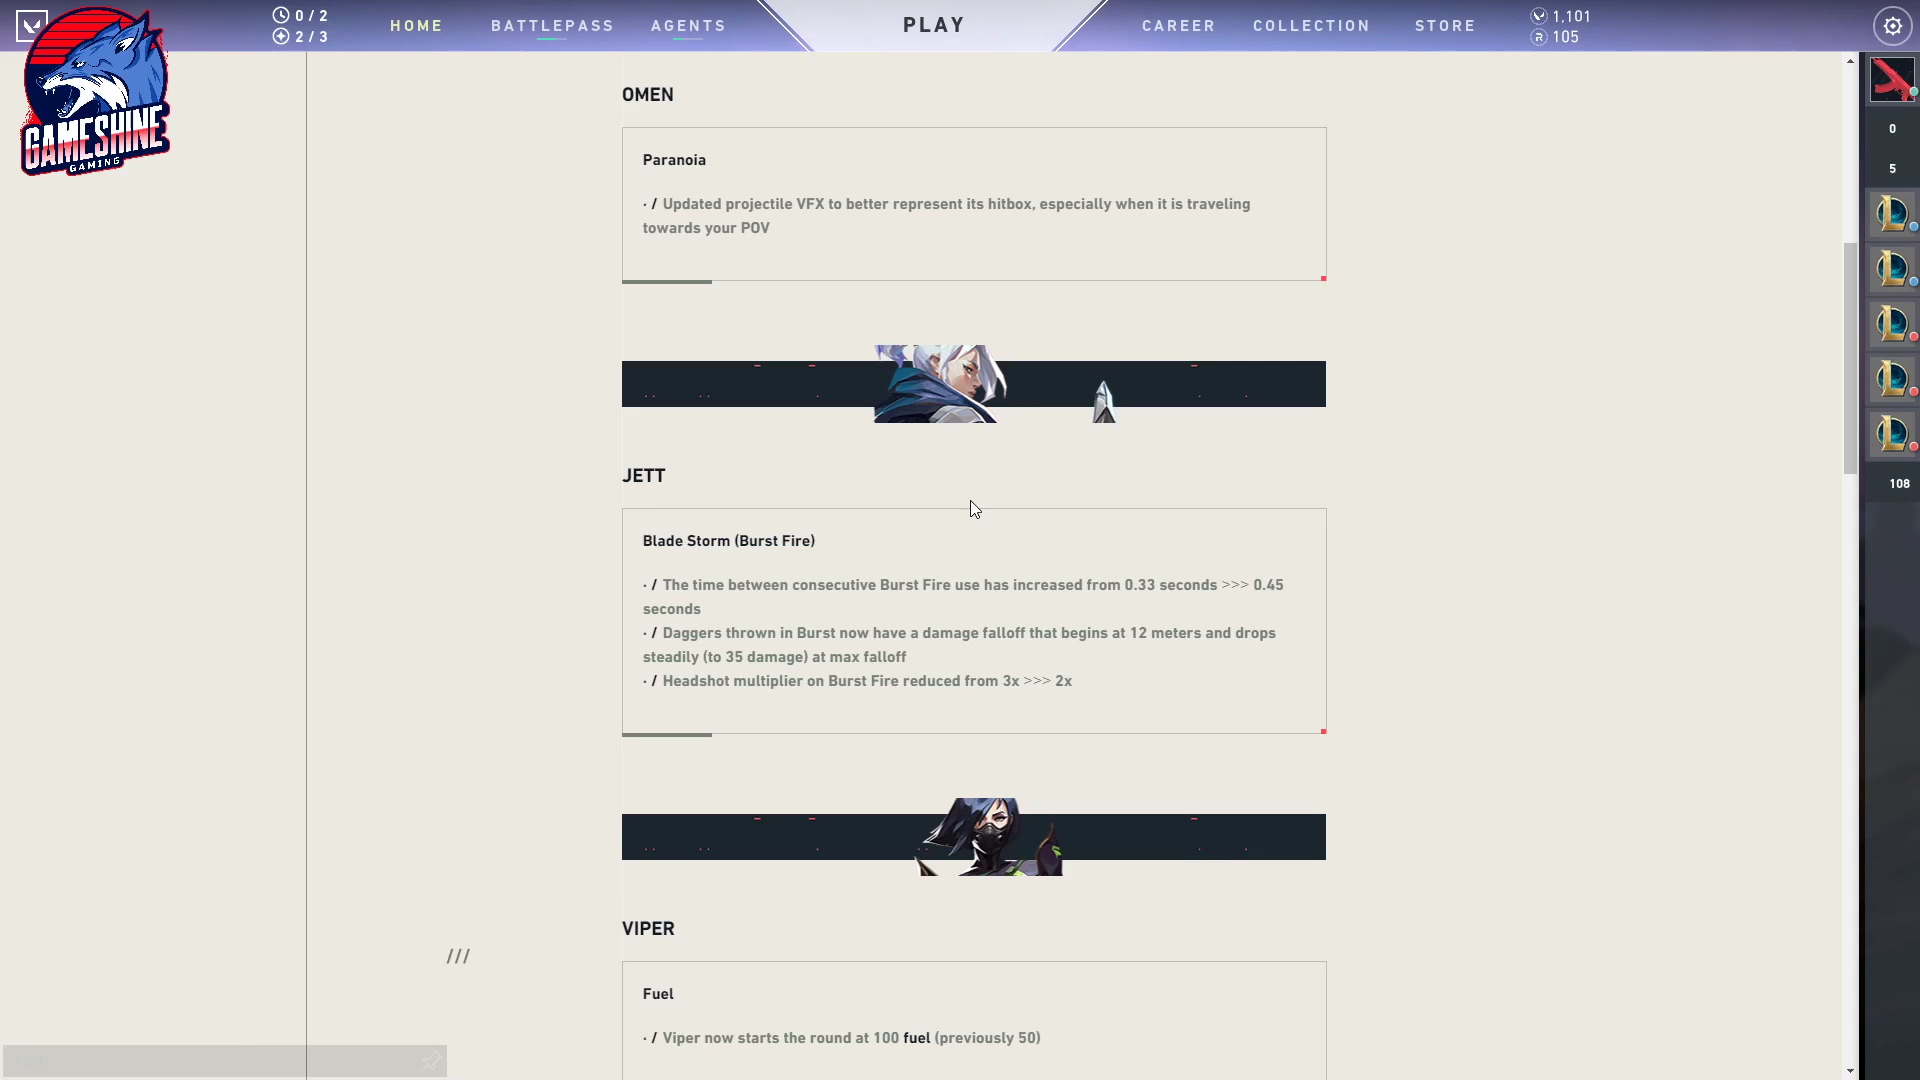 0 / 2
2 / 3
HOME
BATTLEPASS
AGENTS
PLAY
CAREER
COLLECTION
STORE
1,101
R 105
GAMESHINE
GAMING
0
5
108
OMEN
Paranoia
· / Updated projectile VFX to better represent its hitbox, especially when it is traveling
towards your POV
JETT
Blade Storm (Burst Fire)
· / The time between consecutive Burst Fire use has increased from 0.33 seconds >>> 0.45
seconds
· / Daggers thrown in Burst now have a damage falloff that begins at 12 meters and drops
steadily (to 35 damage) at max falloff
· / Headshot multiplier on Burst Fire reduced from 3x >>> 2x
VIPER
///
Fuel
· / Viper now starts the round at 100 fuel (previously 50)